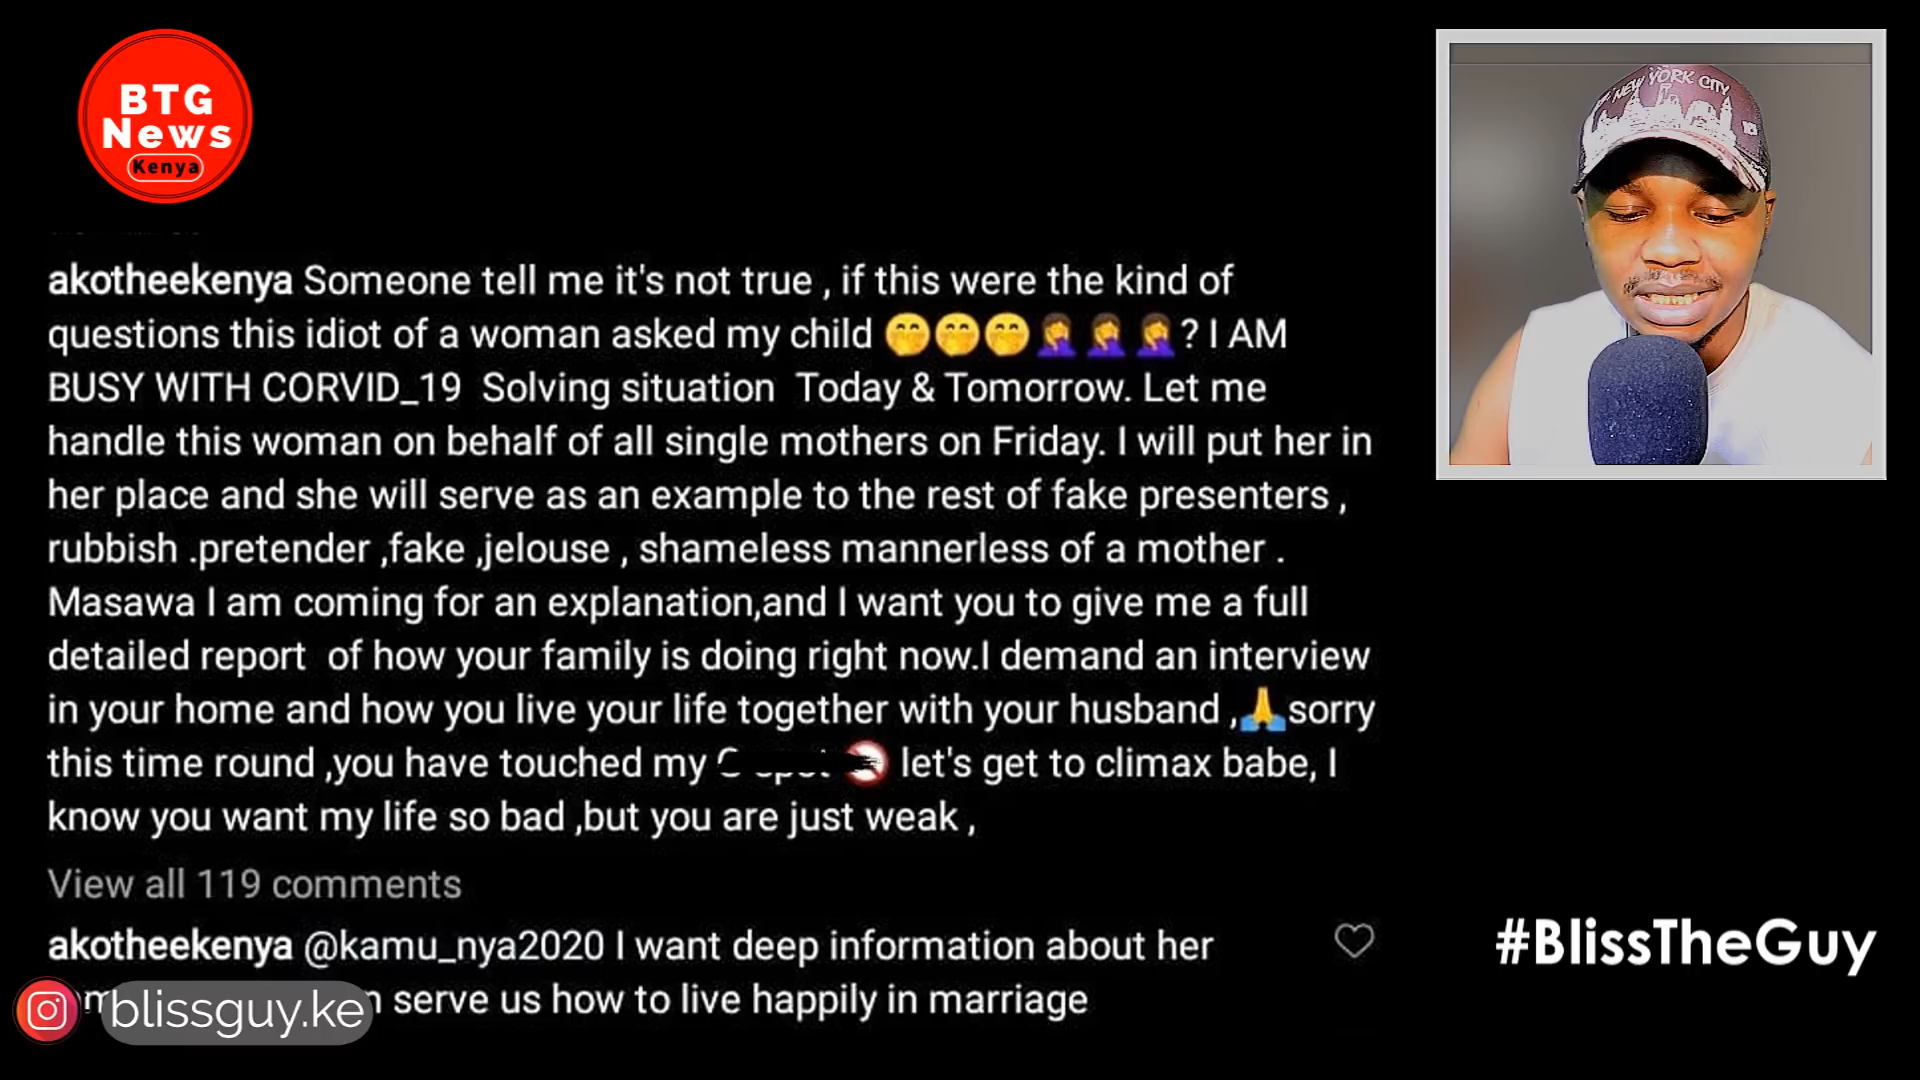 BTG
News
Kenya
NEW YORK CITY
akotheekenya Someone tell me it's not true , if this were the kind of
questions this idiot of a woman asked my child 🤭🤭🤭🤦‍♀️🤦‍♀️🤦‍♀️? I AM
BUSY WITH CORVID_19 Solving situation Today & Tomorrow. Let me
handle this woman on behalf of all single mothers on Friday. I will put her in
her place and she will serve as an example to the rest of fake presenters ,
rubbish .pretender ,fake ,jelouse , shameless mannerless of a mother .
Masawa I am coming for an explanation,and I want you to give me a full
detailed report of how your family is doing right now.I demand an interview
in your home and how you live your life together with your husband ,🙏sorry
this time round ,you have touched my let's get to climax babe, I
know you want my life so bad ,but you are just weak ,
View all 119 comments
akotheekenya @kamu_nya2020 I want deep information about her
serve us how to live happily in marriage
blissguy.ke
#BlissTheGuy